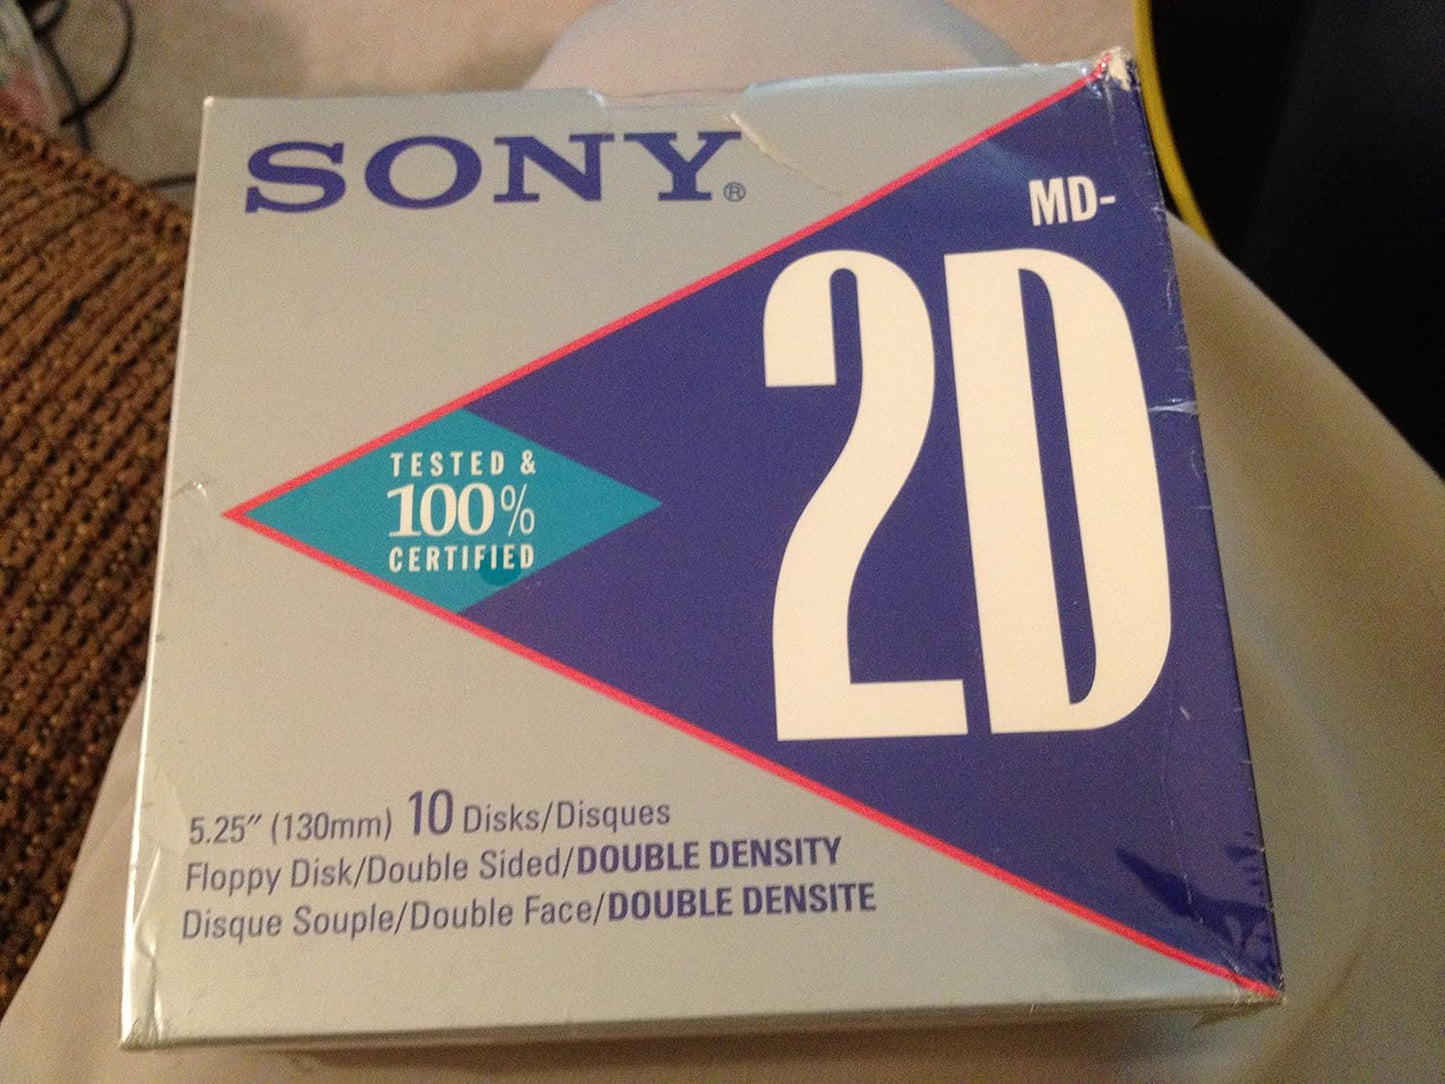 SONY®
MD-
2D
TESTED &
100%
CERTIFIED
5.25" (130mm) 10 Disks/Disques
Floppy Disk/Double Sided/DOUBLE DENSITY
Disque Souple/Double Face/DOUBLE DENSITE